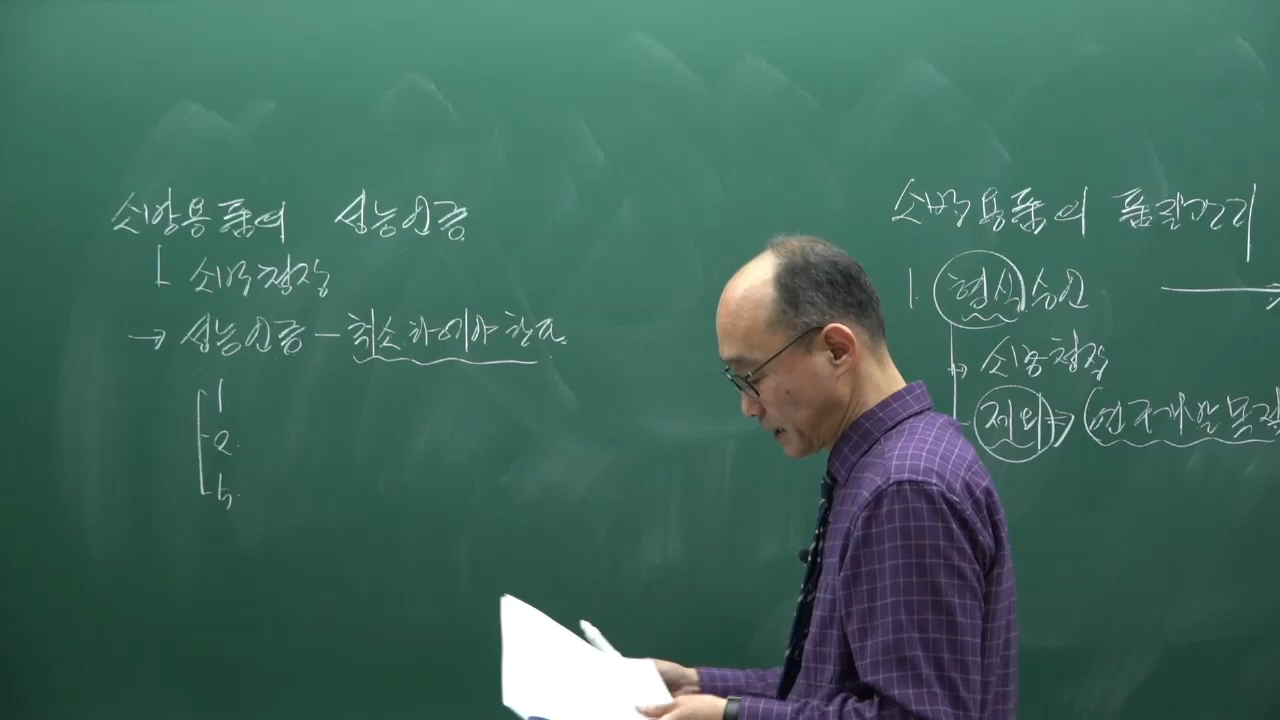 소방용품의 성능인증
ㄴ 소방청장
→ 성능인증 - 취소하여야 한다.
1.
2.
5.
소방용품의 품질관리
1. 형식승인
→ 소방청장
제외 ⇒ (연구개발목적